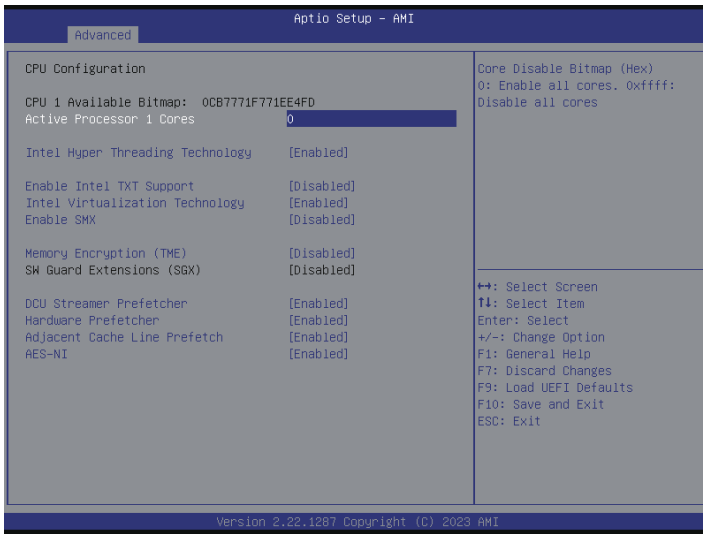 Aptio Setup – AMI
Advanced
CPU Configuration
CPU 1 Available Bitmap: 0CB7771F771EE4FD
Active Processor 1 Cores 0
Intel Hyper Threading Technology [Enabled]
Enable Intel TXT Support [Disabled]
Intel Virtualization Technology [Enabled]
Enable SMX [Disabled]
Memory Encryption (TME) [Disabled]
SW Guard Extensions (SGX) [Disabled]
DCU Streamer Prefetcher [Enabled]
Hardware Prefetcher [Enabled]
Adjacent Cache Line Prefetch [Enabled]
AES-NI [Enabled]
Core Disable Bitmap (Hex)
0: Enable all cores. 0xffff:
Disable all cores
↔: Select Screen
↑↓: Select Item
Enter: Select
+/-: Change Option
F1: General Help
F7: Discard Changes
F9: Load UEFI Defaults
F10: Save and Exit
ESC: Exit
Version 2.22.1287 Copyright (C) 2023 AMI